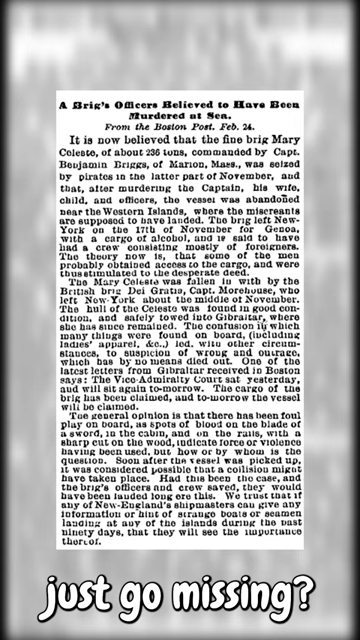 A Brig's Officers Believed to Have Been
Murdered at Sea.
From the Boston Post. Feb. 24.
It is now believed that the fine brig Mary
Celeste, of about 236 tons, commanded by Capt.
Benjamin Briggs, of Marion, Mass., was seized
by pirates in the latter part of November, and
that, after murdering the Captain, his wife,
child, and officers, the vessel was abandoned
near the Western Islands, where the miscreants
are supposed to have landed. The brig left New-
York on the 17th of November for Genoa,
with a cargo of alcohol, and is said to have
had a crew consisting mostly of foreigners.
The theory now is, that some of the men
probably obtained access to the cargo, and were
thus stimulated to the desperate deed.
The Mary Celeste was fallen in with by the
British brig Dei Gratia, Capt. Morehouse, who
left New-York about the middle of November.
The hull of the Celeste was found in good con-
dition, and safely towed into Gibraltar, where
she has since remained. The confusion in which
many things were found on board, (including
ladies' apparel, &c.,) led, with other circum-
stances, to suspicion of wrong and outrage,
which has by no means died out. One of the
latest letters from Gibraltar received in Boston
says: The Vice-Admiralty Court sat yesterday,
and will sit again to-morrow. The cargo of the
brig has been claimed, and to-morrow the vessel
will be claimed.
The general opinion is that there has been foul
play on board, as spots of blood on the blade of
a sword, in the cabin, and on the rails, with a
sharp cut on the wood, indicate force or violence
having been used, but how or by whom is the
question. Soon after the vessel was picked up,
it was considered possible that a collision might
have taken place. Had this been the case, and
the brig's officers and crew saved, they would
have been landed long ere this. We trust that if
any of New-England's shipmasters can give any
information or hint of strange boats or seamen
landing at any of the islands during the past
ninety days, that they will see the importance
thereof.
just go missing?